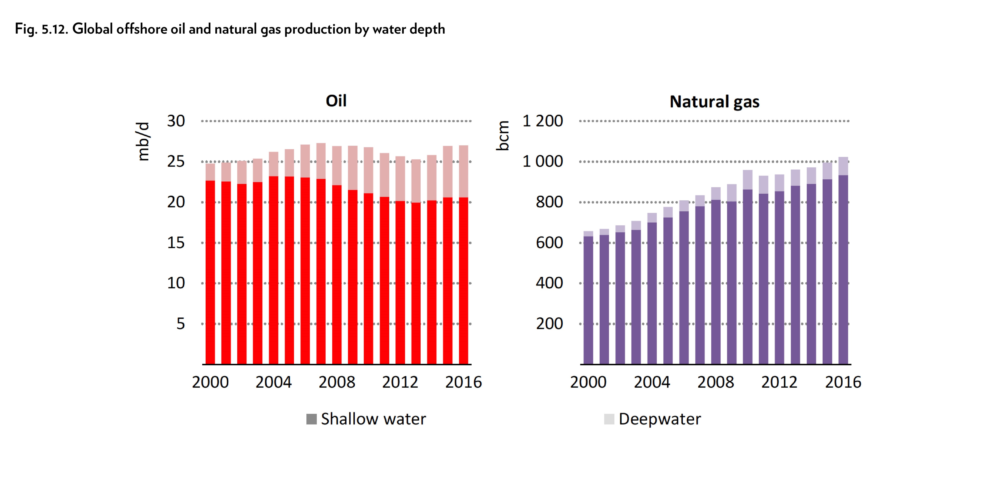 Fig. 5.12. Global offshore oil and natural gas production by water depth
Oil
mb/d
30
25
20
15
10
5
2000 2004 2008 2012 2016
Natural gas
bcm
1 200
1 000
800
600
400
200
2000 2004 2008 2012 2016
Shallow water
Deepwater